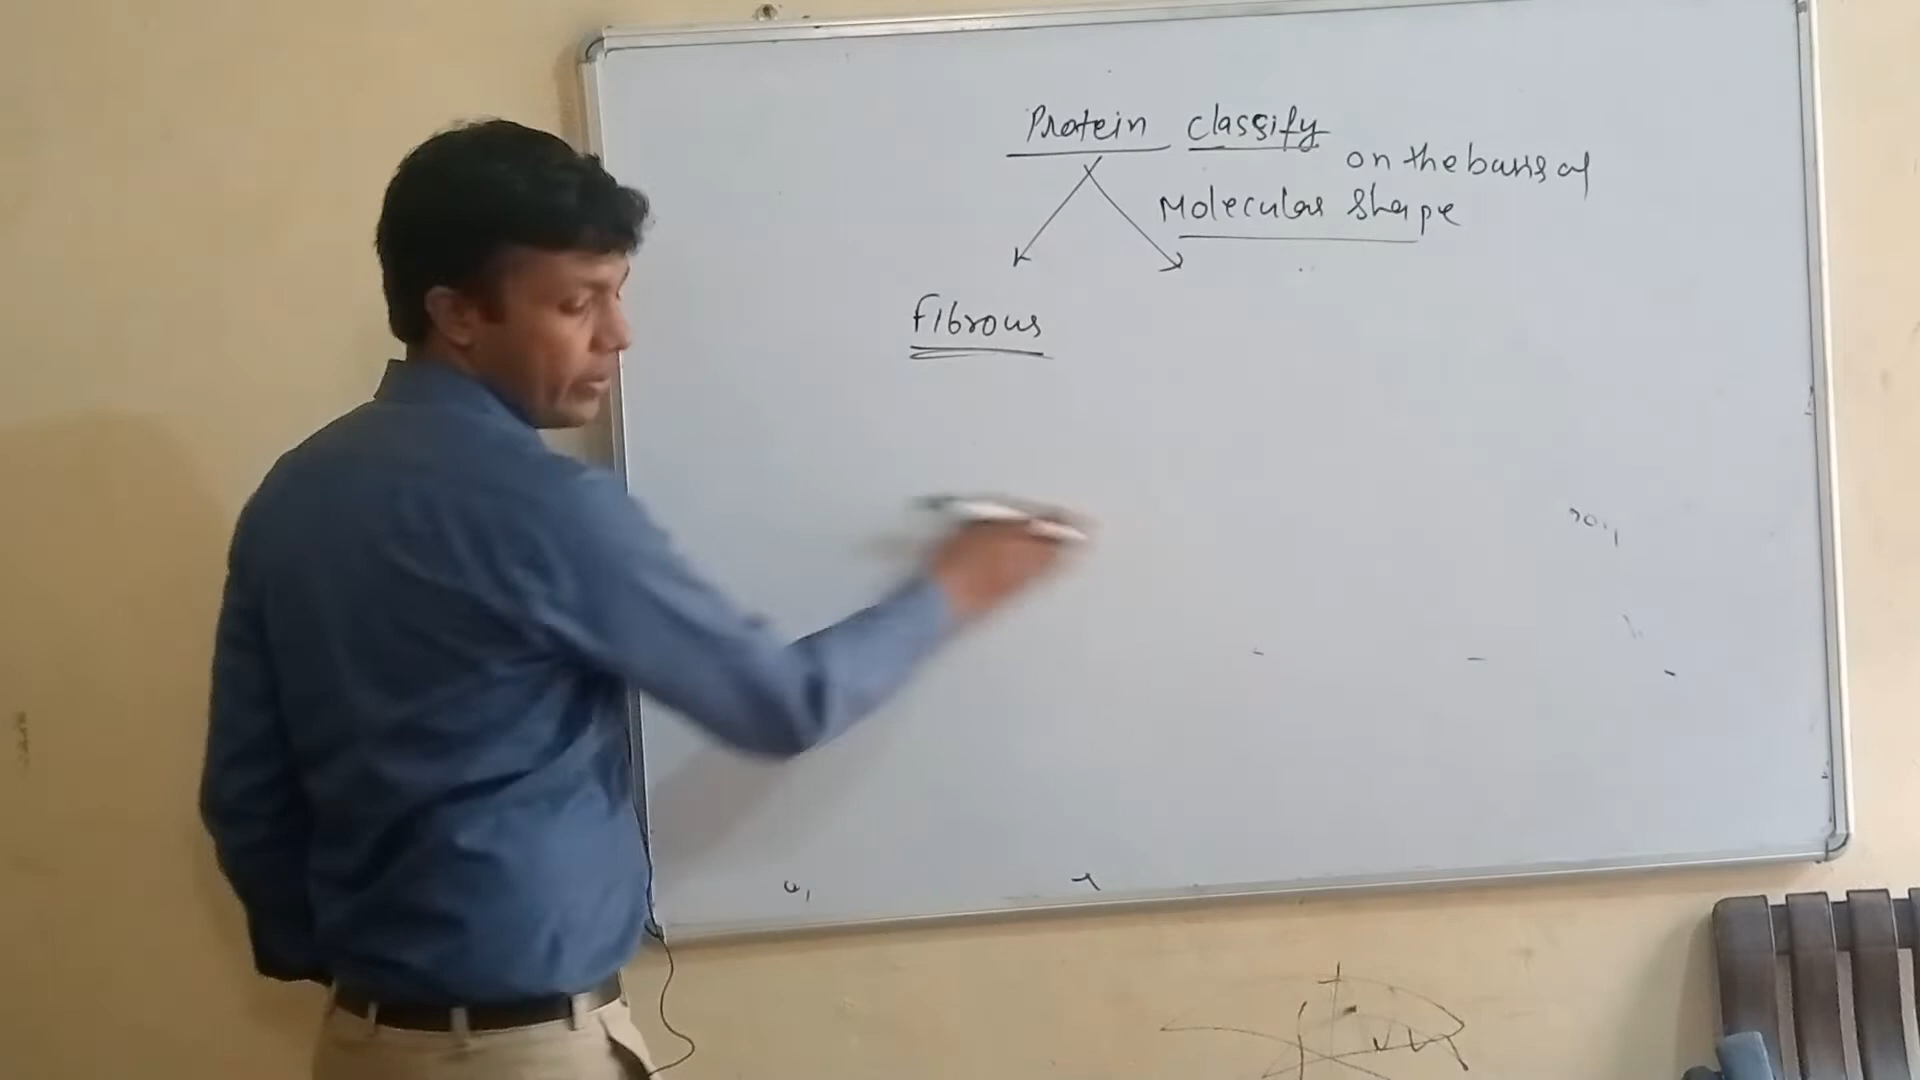 Protein classify
on the basis of
Molecular Shape
Fibrous